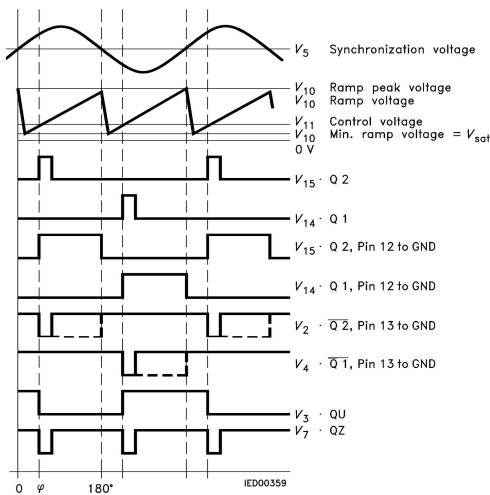 V5 Synchronization voltage
V10 Ramp peak voltage
V10 Ramp voltage
V11 Control voltage
V10 Min. ramp voltage = Vsat
0 V
V15 · Q 2
V14 · Q 1
V15 · Q 2, Pin 12 to GND
V14 · Q 1, Pin 12 to GND
V2 · Q̅ ̅2̅, Pin 13 to GND
V4 · Q̅ ̅1̅, Pin 13 to GND
V3 · QU
V7 · QZ
0 φ 180° IED00359